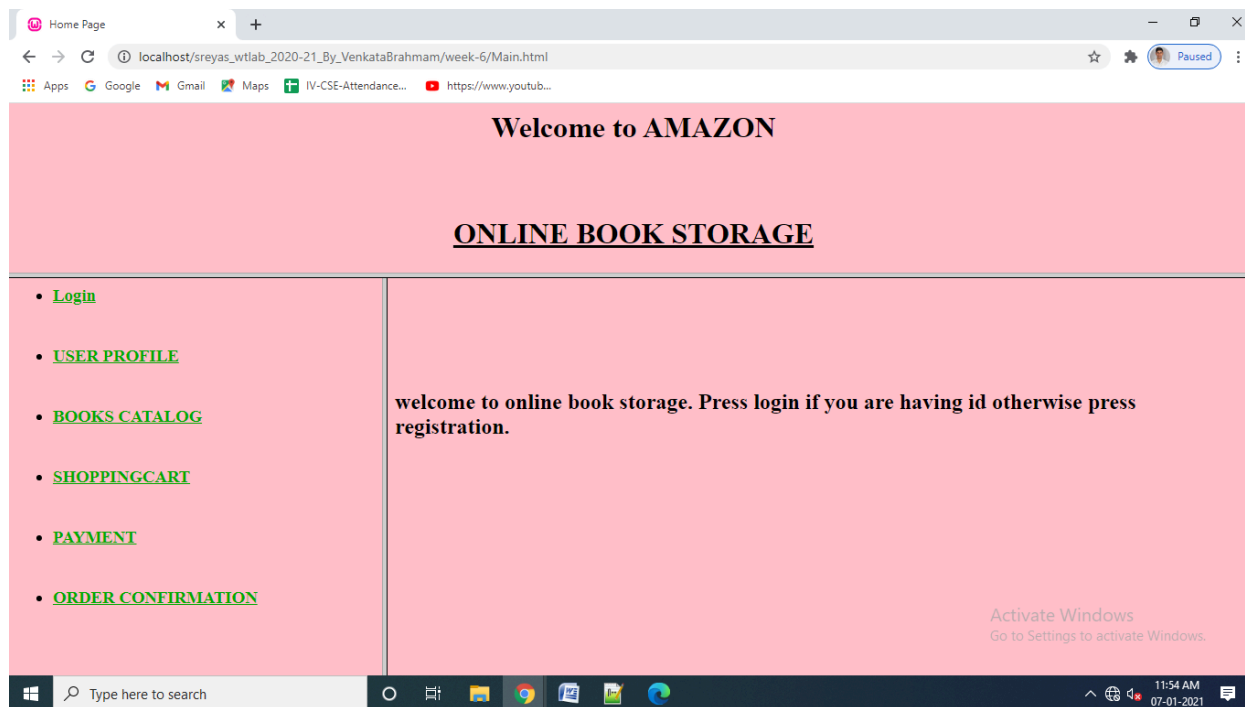 Home Page
localhost/sreyas_wtlab_2020-21_By_VenkataBrahmam/week-6/Main.html
Paused
Apps Google Gmail Maps IV-CSE-Attendance... https://www.youtub...
Welcome to AMAZON
ONLINE BOOK STORAGE
Login
USER PROFILE
BOOKS CATALOG
SHOPPINGCART
PAYMENT
ORDER CONFIRMATION
welcome to online book storage. Press login if you are having id otherwise press
registration.
Activate Windows
Go to Settings to activate Windows.
Type here to search
11:54 AM
07-01-2021